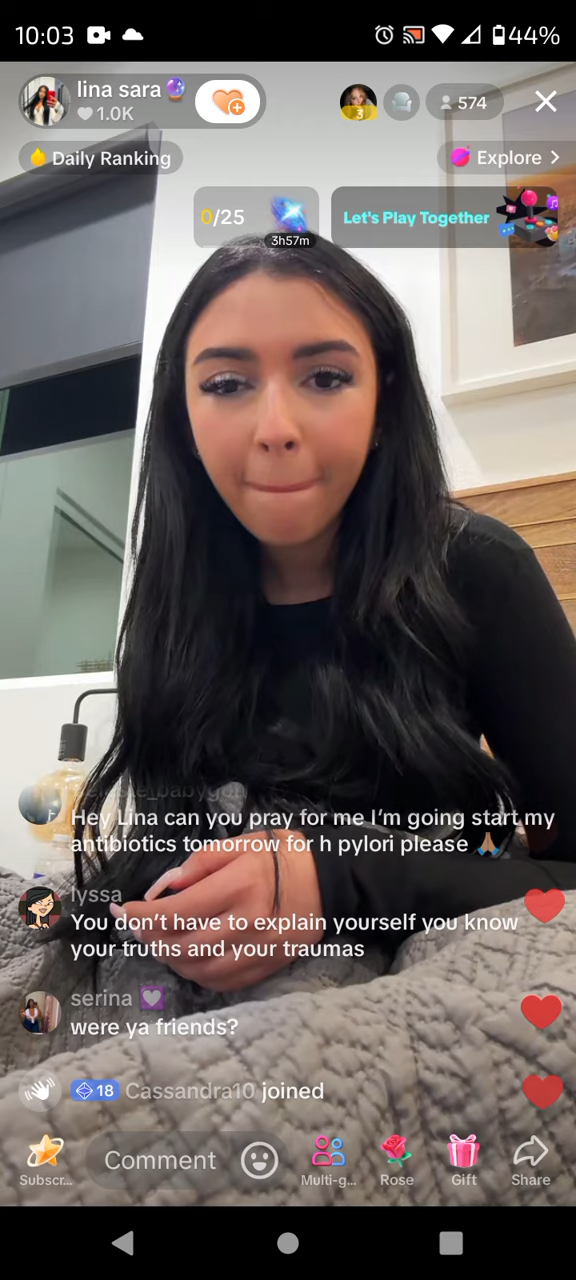 10:03
44%
lina sara🔮
1.0K
3
574
Daily Ranking
Explore
0/25
3h57m
Let's Play Together
Hey Lina can you pray for me I'm going start my
antibiotics tomorrow for h pylori please 🙏🏽
lyssa
You don't have to explain yourself you know
your truths and your traumas
serina 💟
were ya friends?
18 Cassandra10 joined
Comment
Subscr...
Multi-g...
Rose
Gift
Share